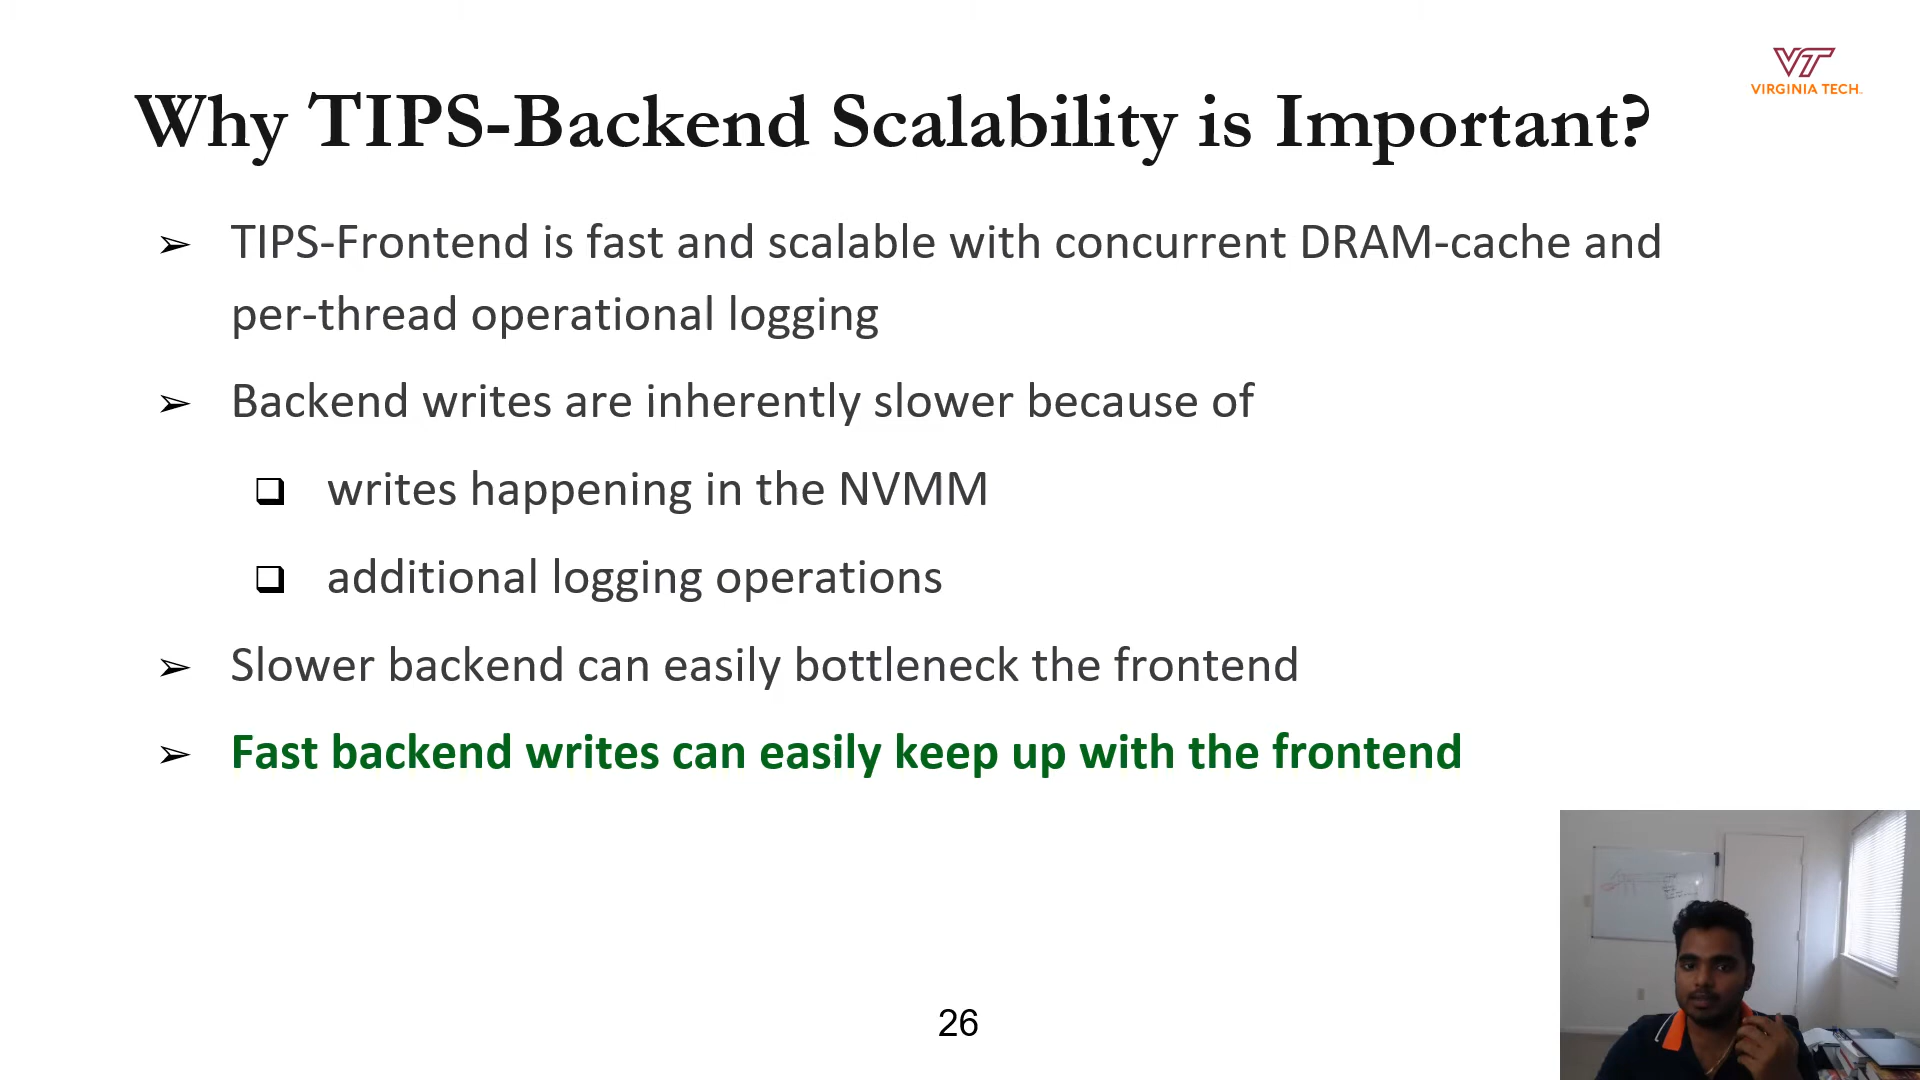 VT
VIRGINIA TECH
Why TIPS-Backend Scalability is Important?
➢ TIPS-Frontend is fast and scalable with concurrent DRAM-cache and
per-thread operational logging
➢ Backend writes are inherently slower because of
❑ writes happening in the NVMM
❑ additional logging operations
➢ Slower backend can easily bottleneck the frontend
➢ Fast backend writes can easily keep up with the frontend
26